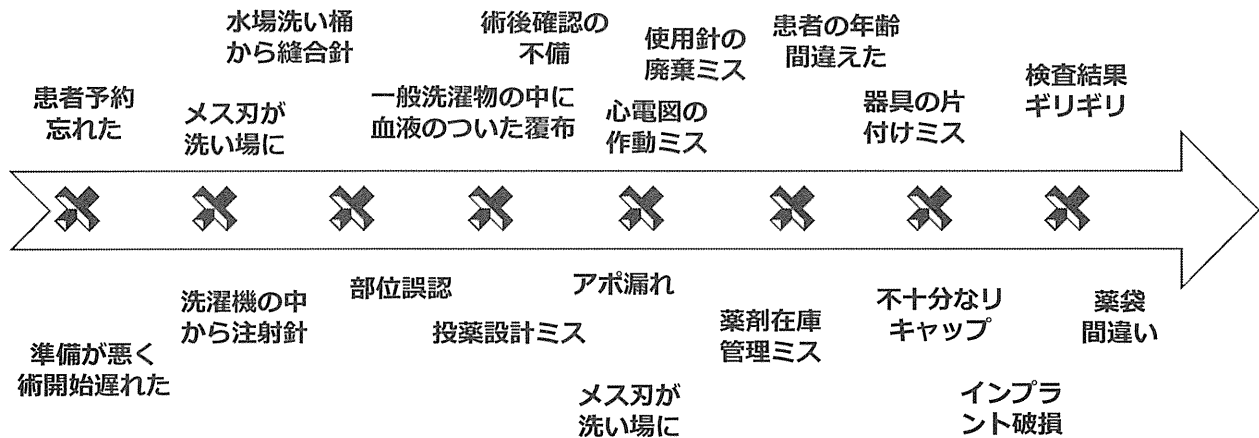 水場洗い桶
から縫合針
術後確認の
不備
使用針の
廃棄ミス
患者の年齢
間違えた
患者予約
忘れた
メス刃が
洗い場に
一般洗濯物の中に
血液のついた覆布
心電図の
作動ミス
器具の片
付けミス
検査結果
ギリギリ
準備が悪く
術開始遅れた
洗濯機の中
から注射針
部位誤認
投薬設計ミス
アポ漏れ
メス刃が
洗い場に
薬剤在庫
管理ミス
不十分なリ
キャップ
インプラ
ント破損
薬袋
間違い